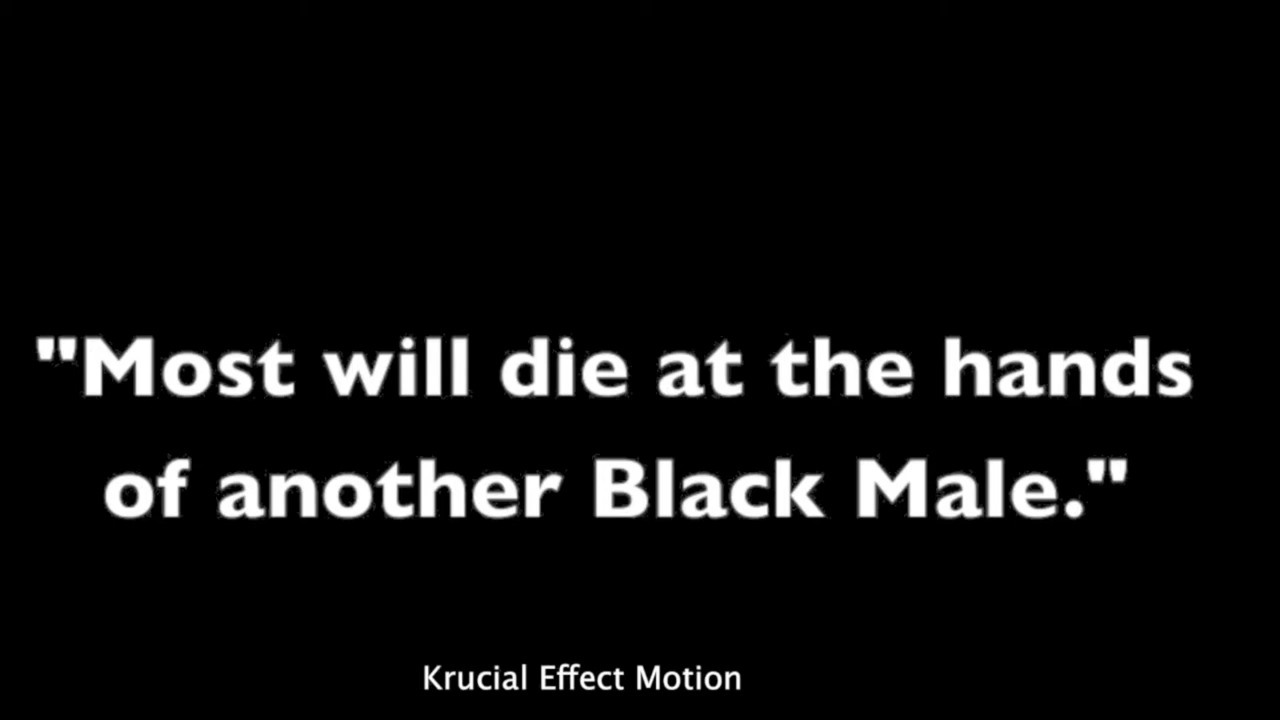 "Most will die at the hands
of another Black Male."
Krucial Effect Motion